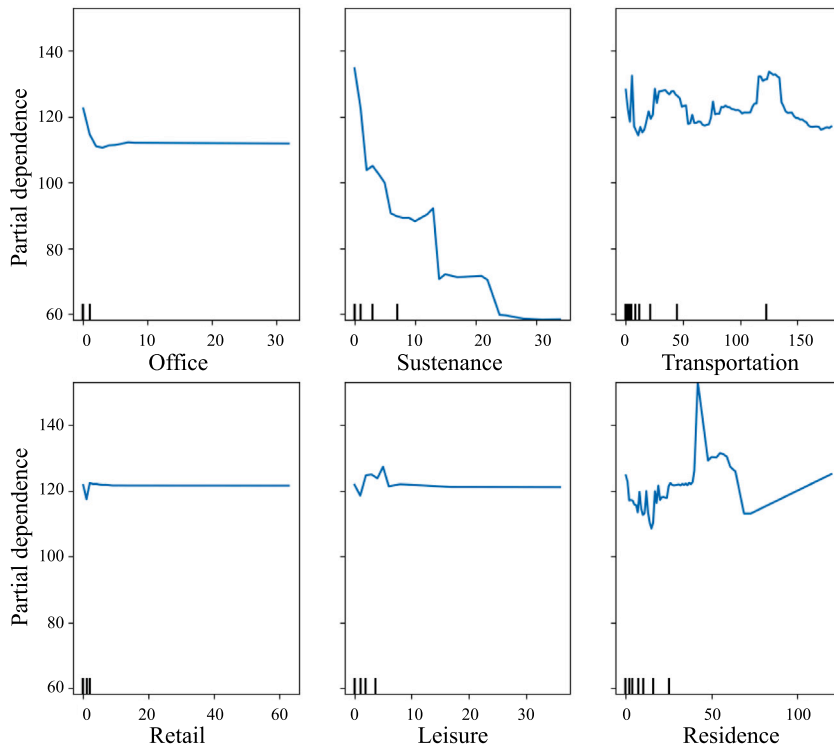 Partial dependence
140
120
100
80
60
0 10 20 30
Office
0 10 20 30
Sustenance
0 50 100 150
Transportation
Partial dependence
140
120
100
80
60
0 20 40 60
Retail
0 10 20 30
Leisure
0 50 100
Residence